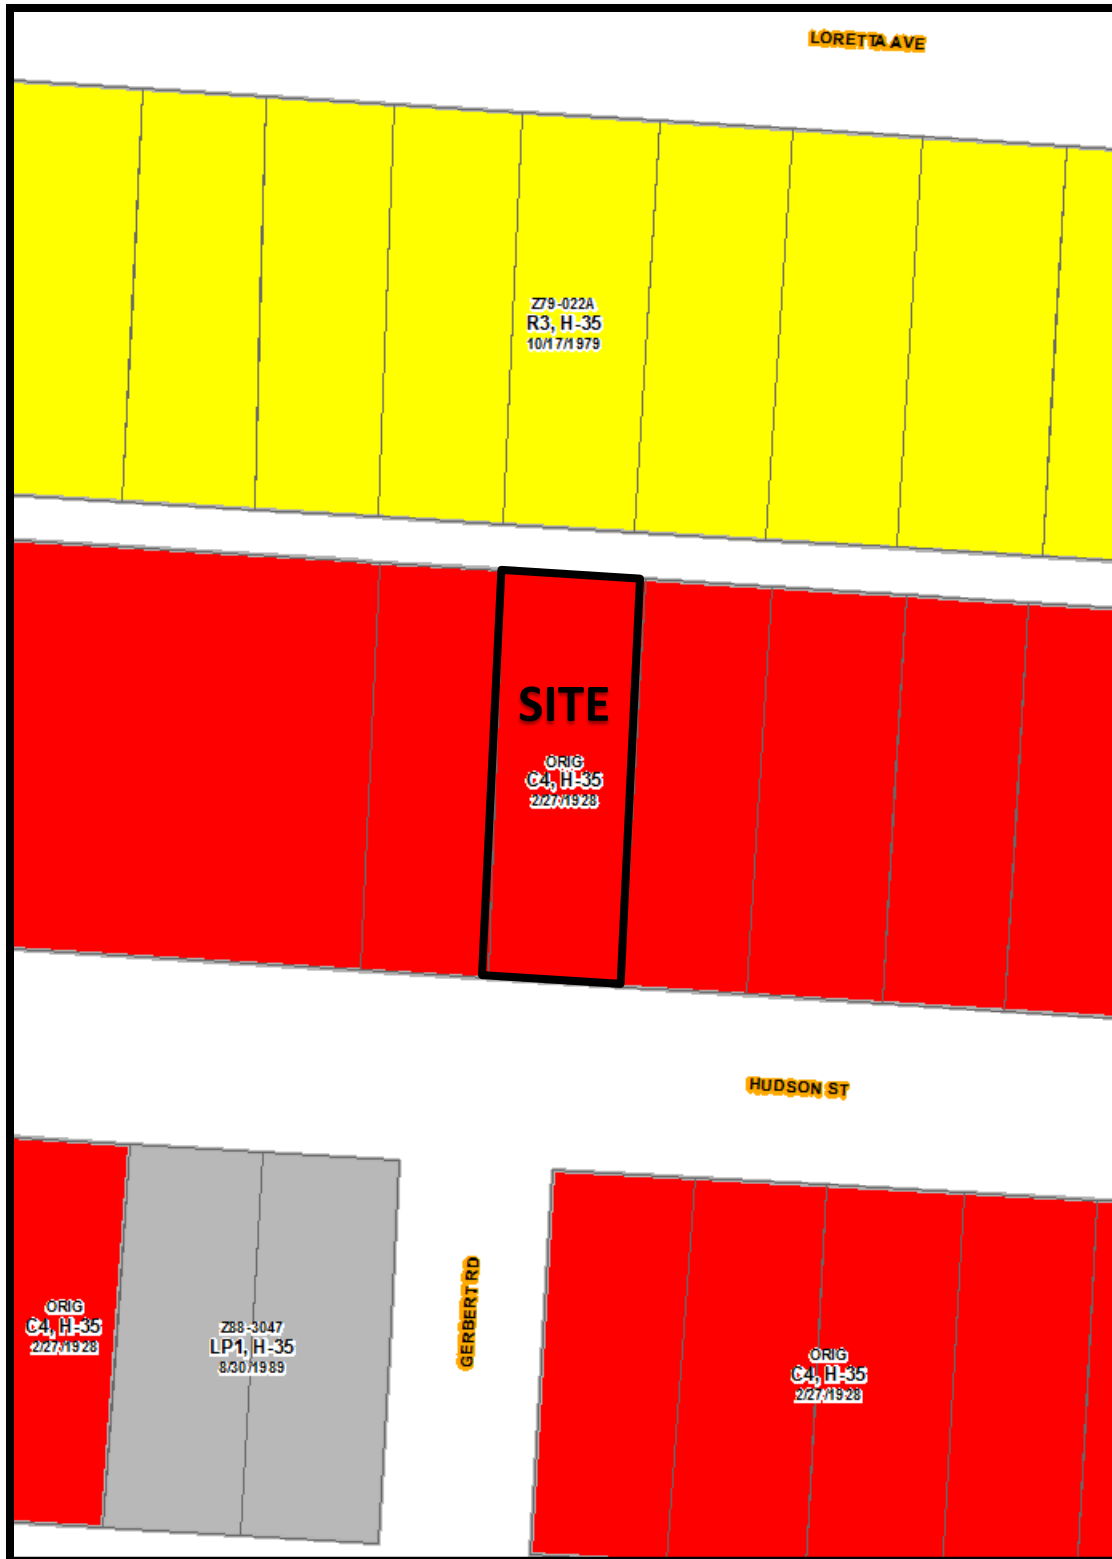 LORETTA AVE
Z79-022A
R3, H-35
10/17/1979
SITE
ORIG
C4, H-35
2/27/1928
HUDSON ST
GERBERT RD
ORIG
C4, H-35
2/27/1928
Z88-3047
LP1, H-35
8/30/1989
ORIG
C4, H-35
2/27/1928